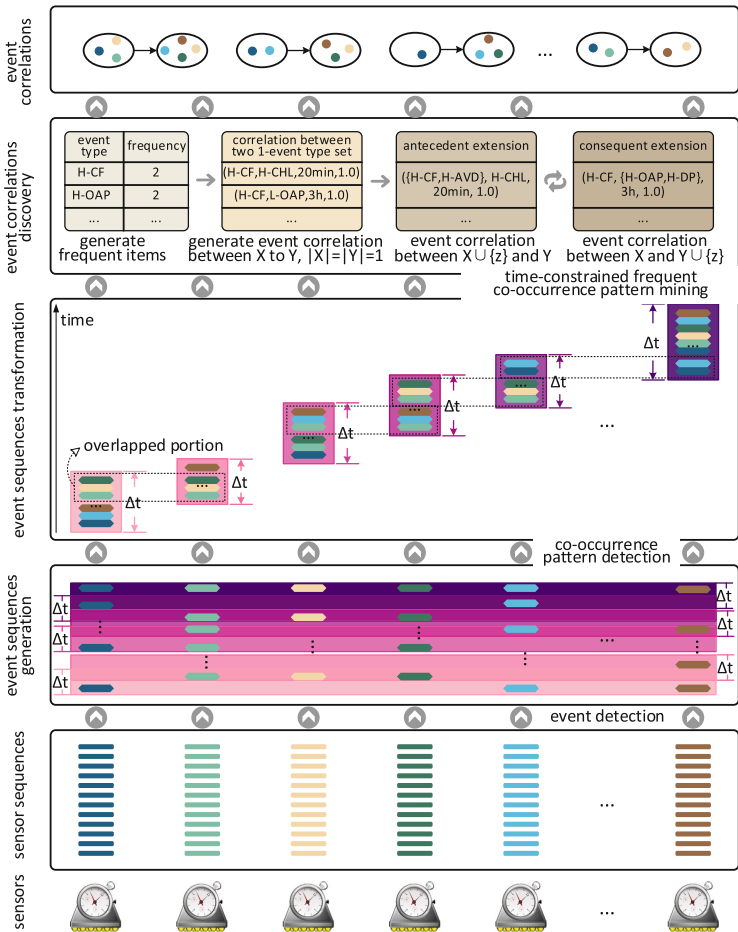 event
correlations
...
event correlations
discovery
event
type
frequency
H-CF
2
H-OAP
2
...
...
generate
frequent items
correlation between
two 1-event type set
(H-CF,H-CHL,20min,1.0)
(H-CF,L-OAP,3h,1.0)
...
generate event correlation
between X to Y, |X|=|Y|=1
antecedent extension
({H-CF,H-AVD}, H-CHL,
20min, 1.0)
...
event correlation
between X∪{z} and Y
consequent extension
(H-CF, {H-OAP,H-DP},
3h, 1.0)
...
event correlation
between X and Y∪{z}
time-constrained frequent
co-occurrence pattern mining
event sequences transformation
time
overlapped portion
...
Δt
...
Δt
...
Δt
...
Δt
...
Δt
...
Δt
...
co-occurrence
pattern detection
event sequences
generation
Δt
Δt
Δt
Δt
Δt
Δt
...
...
...
...
...
...
...
event detection
sensor sequences
...
sensors
...